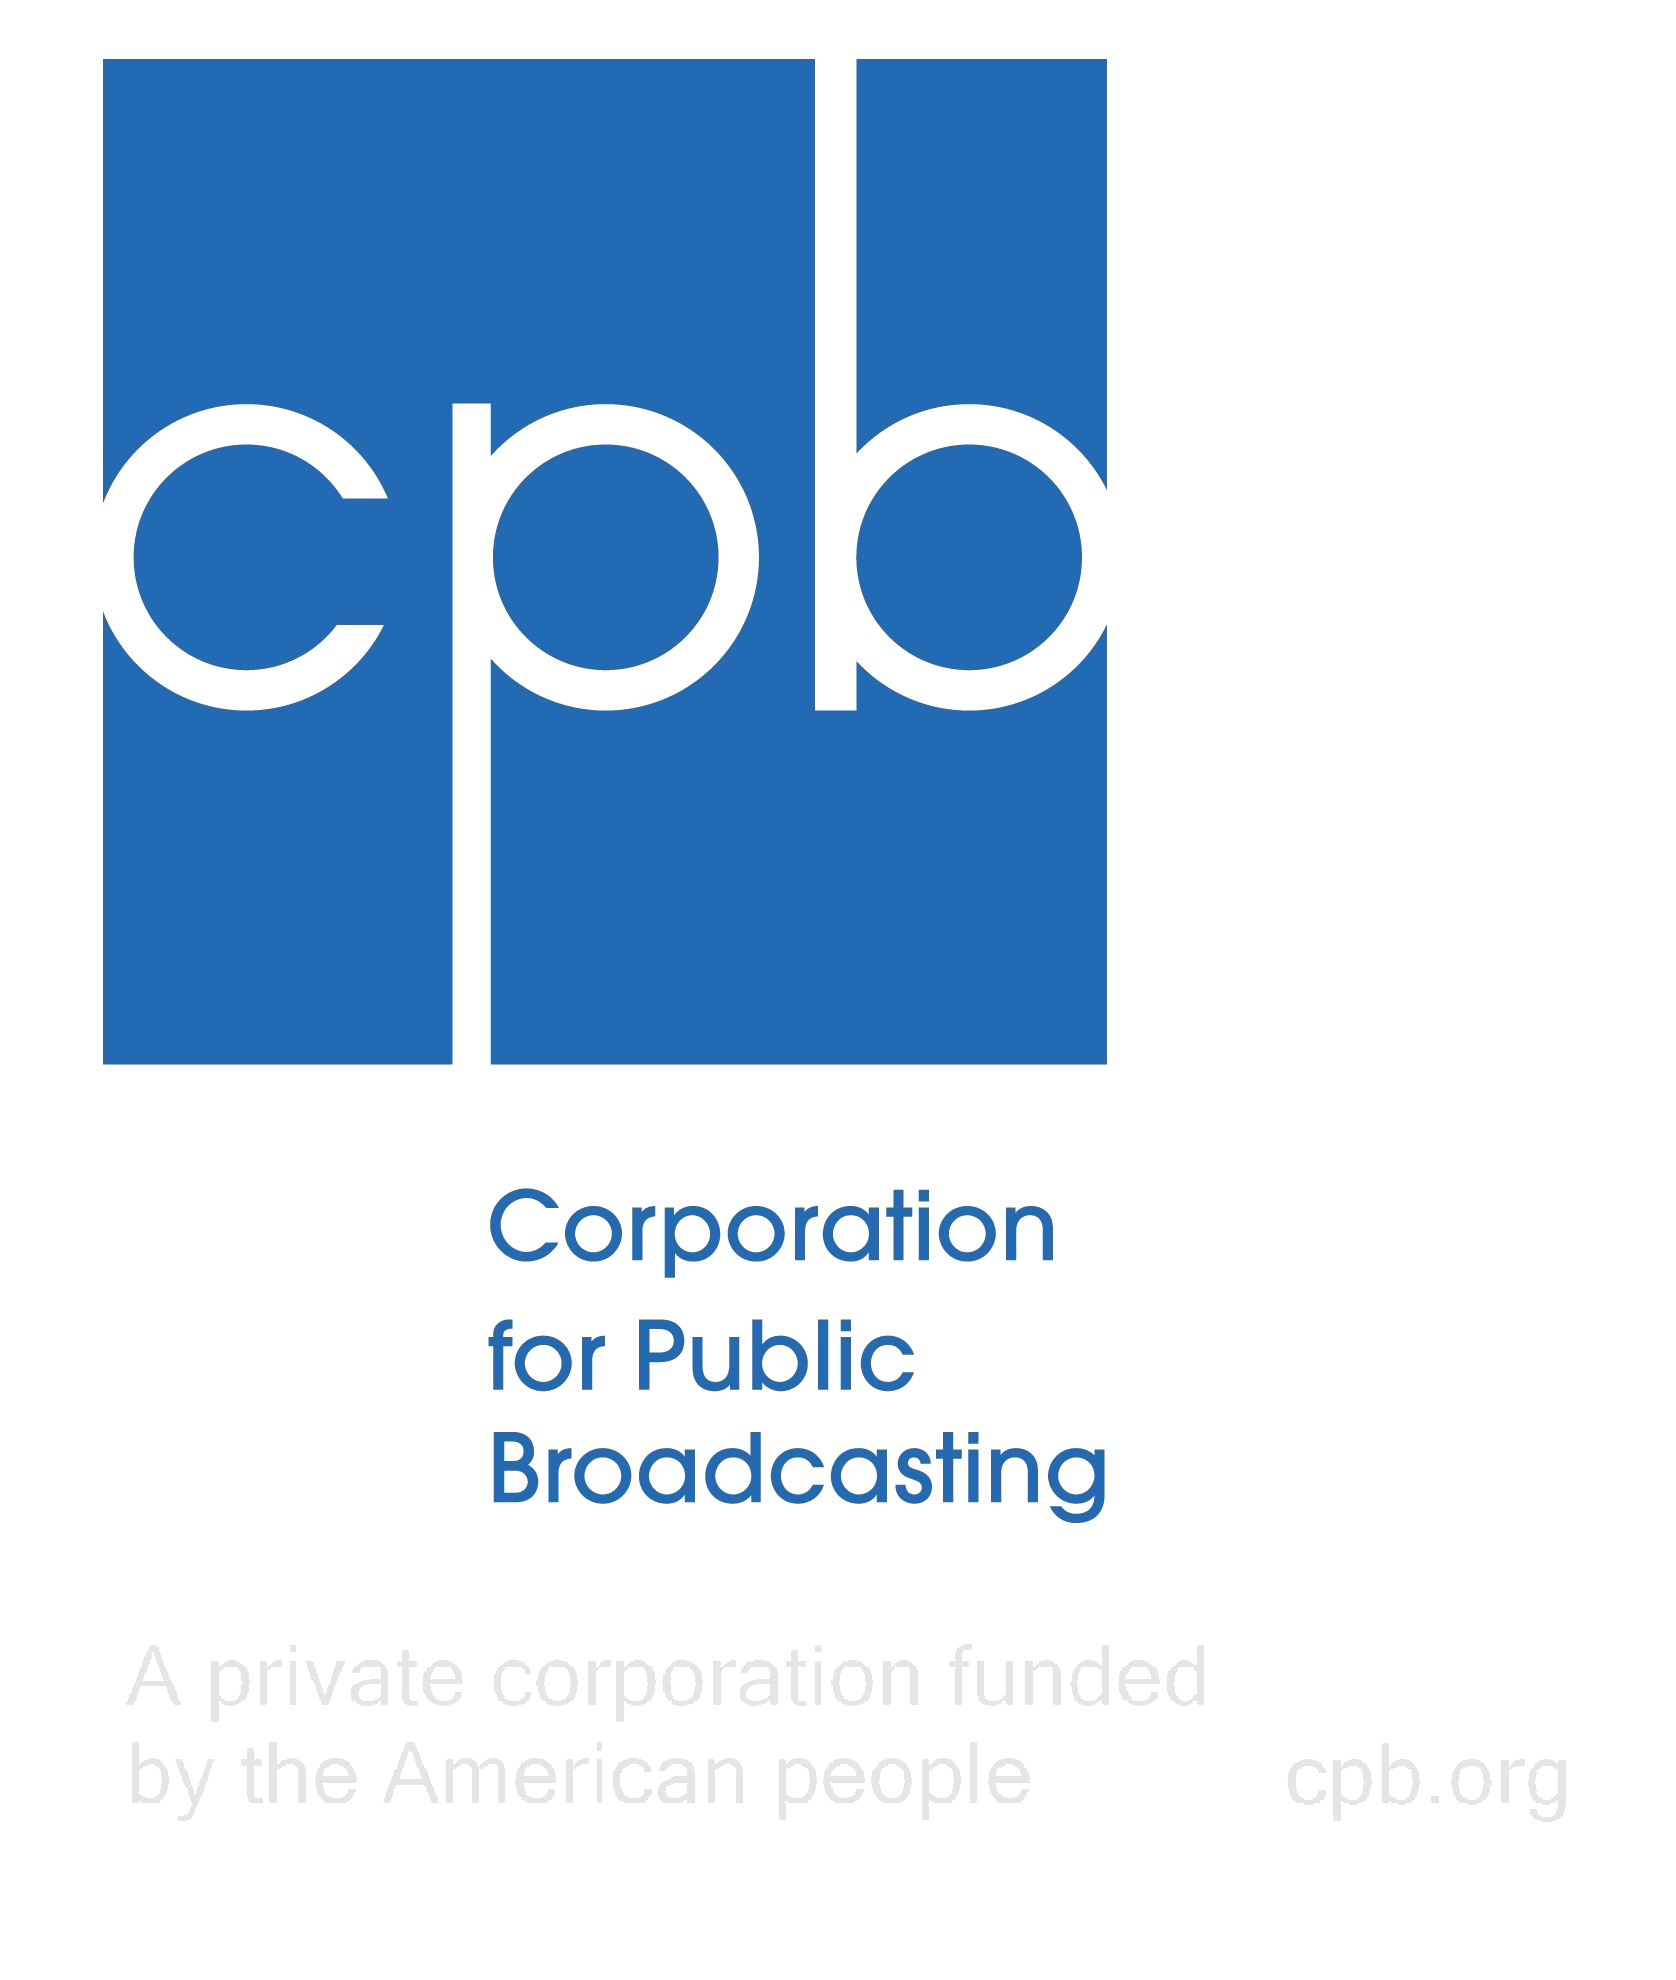 cpb
Corporation
for Public
Broadcasting
A private corporation funded
by the American people
cpb.org